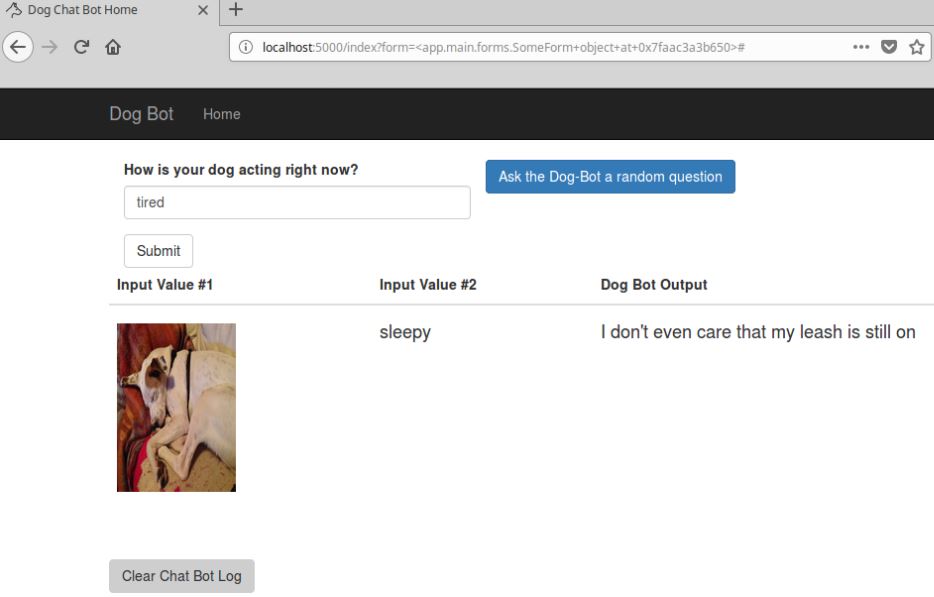 Dog Chat Bot Home
localhost:5000/index?form=<app.main.forms.SomeForm+object+at+0x7faac3a3b650>#
Dog Bot Home
How is your dog acting right now?
Ask the Dog-Bot a random question
tired
Submit
Input Value #1 Input Value #2 Dog Bot Output
sleepy I don't even care that my leash is still on
Clear Chat Bot Log